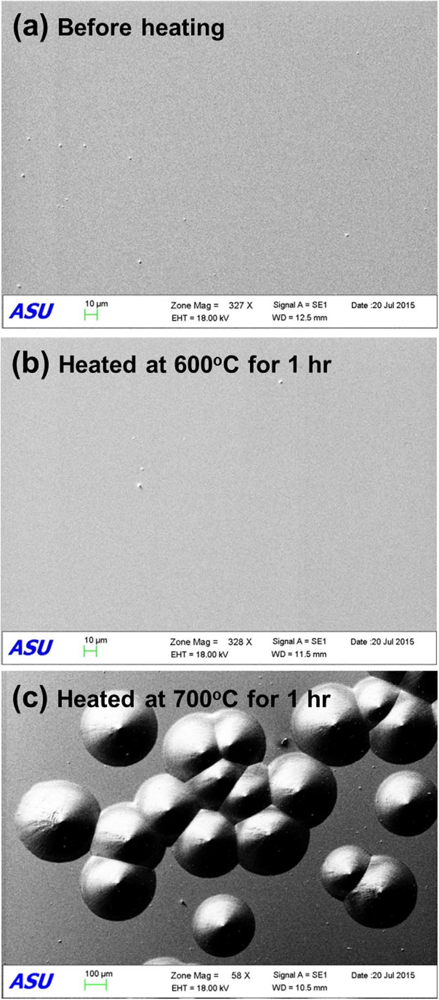 (a) Before heating
ASU
10 µm
Zone Mag = 327 X
Signal A = SE1
Date :20 Jul 2015
EHT = 18.00 kV
WD = 12.5 mm
(b) Heated at 600ºC for 1 hr
ASU
10 µm
Zone Mag = 328 X
Signal A = SE1
Date :20 Jul 2015
EHT = 18.00 kV
WD = 11.5 mm
(c) Heated at 700ºC for 1 hr
ASU
100 µm
Zone Mag = 58 X
Signal A = SE1
Date :20 Jul 2015
EHT = 18.00 kV
WD = 10.5 mm